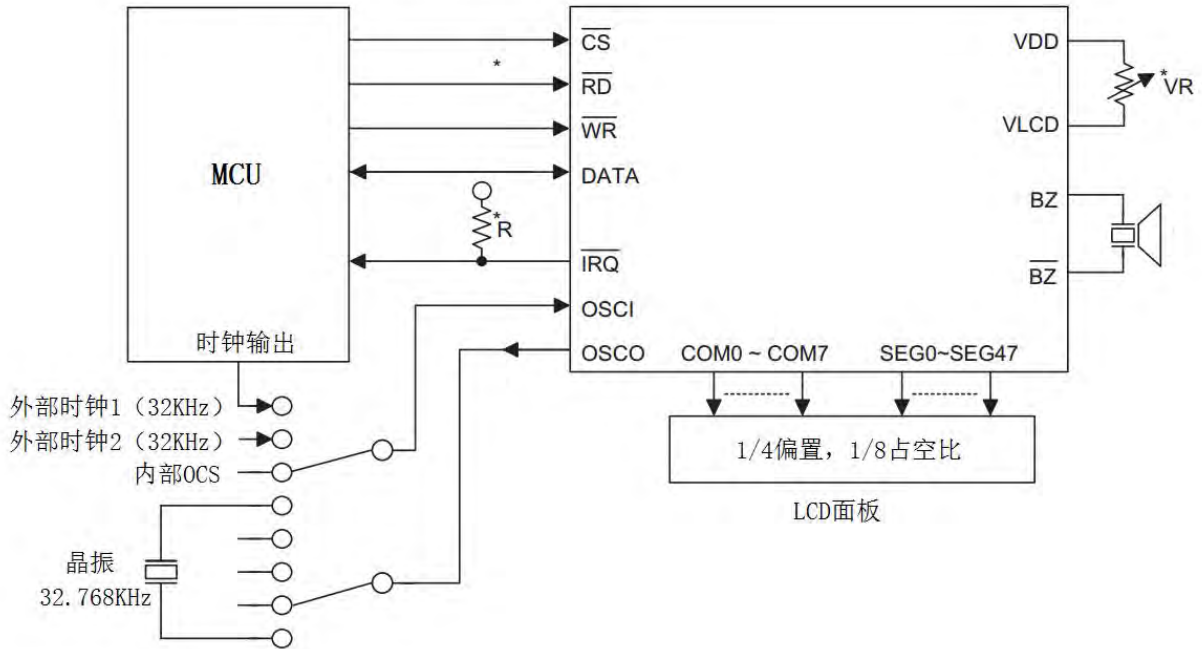 MCU
时钟输出
CS
*
RD
WR
DATA
*
R
IRQ
OSCI
OSCO
VDD
*
VR
VLCD
BZ
BZ
COM0 ~ COM7
SEG0~SEG47
外部时钟1（32KHz）
外部时钟2（32KHz）
内部OCS
晶振
32.768KHz
1/4偏置，1/8占空比
LCD面板